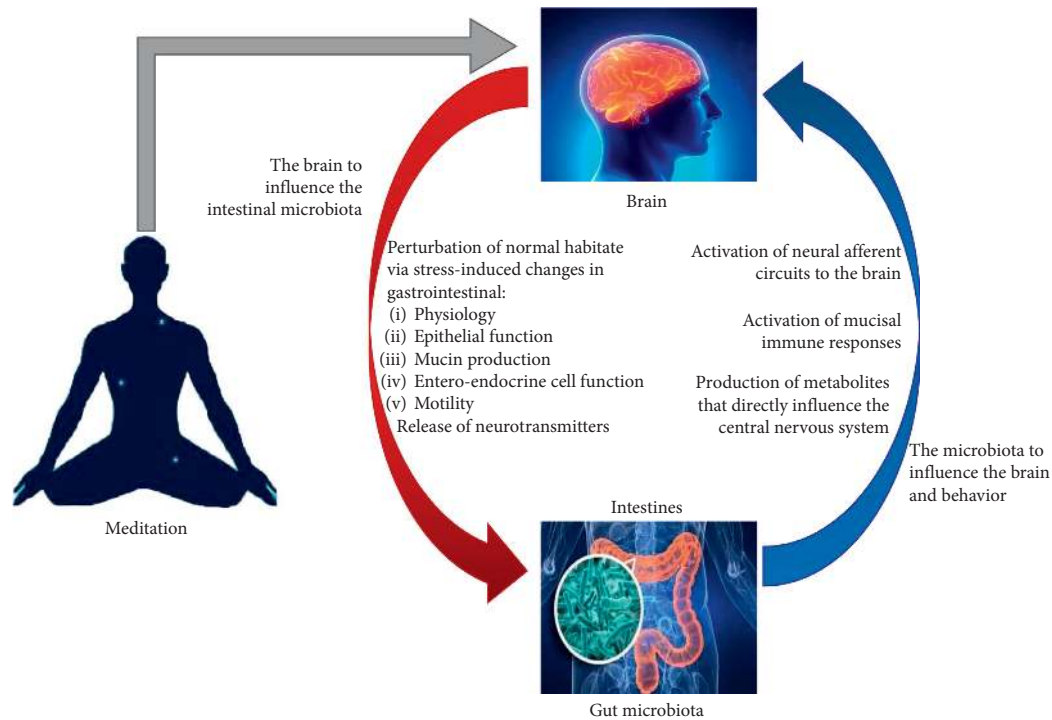 Brain
The brain to
influence the
intestinal microbiota
Perturbation of normal habitate
via stress-induced changes in
gastrointestinal:
(i) Physiology
(ii) Epithelial function
(iii) Mucin production
(iv) Entero-endocrine cell function
(v) Motility
Release of neurotransmitters
Activation of neural afferent
circuits to the brain
Activation of mucisal
immune responses
Production of metabolites
that directly influence the
central nervous system
The microbiota to
influence the brain
and behavior
Meditation
Intestines
Gut microbiota